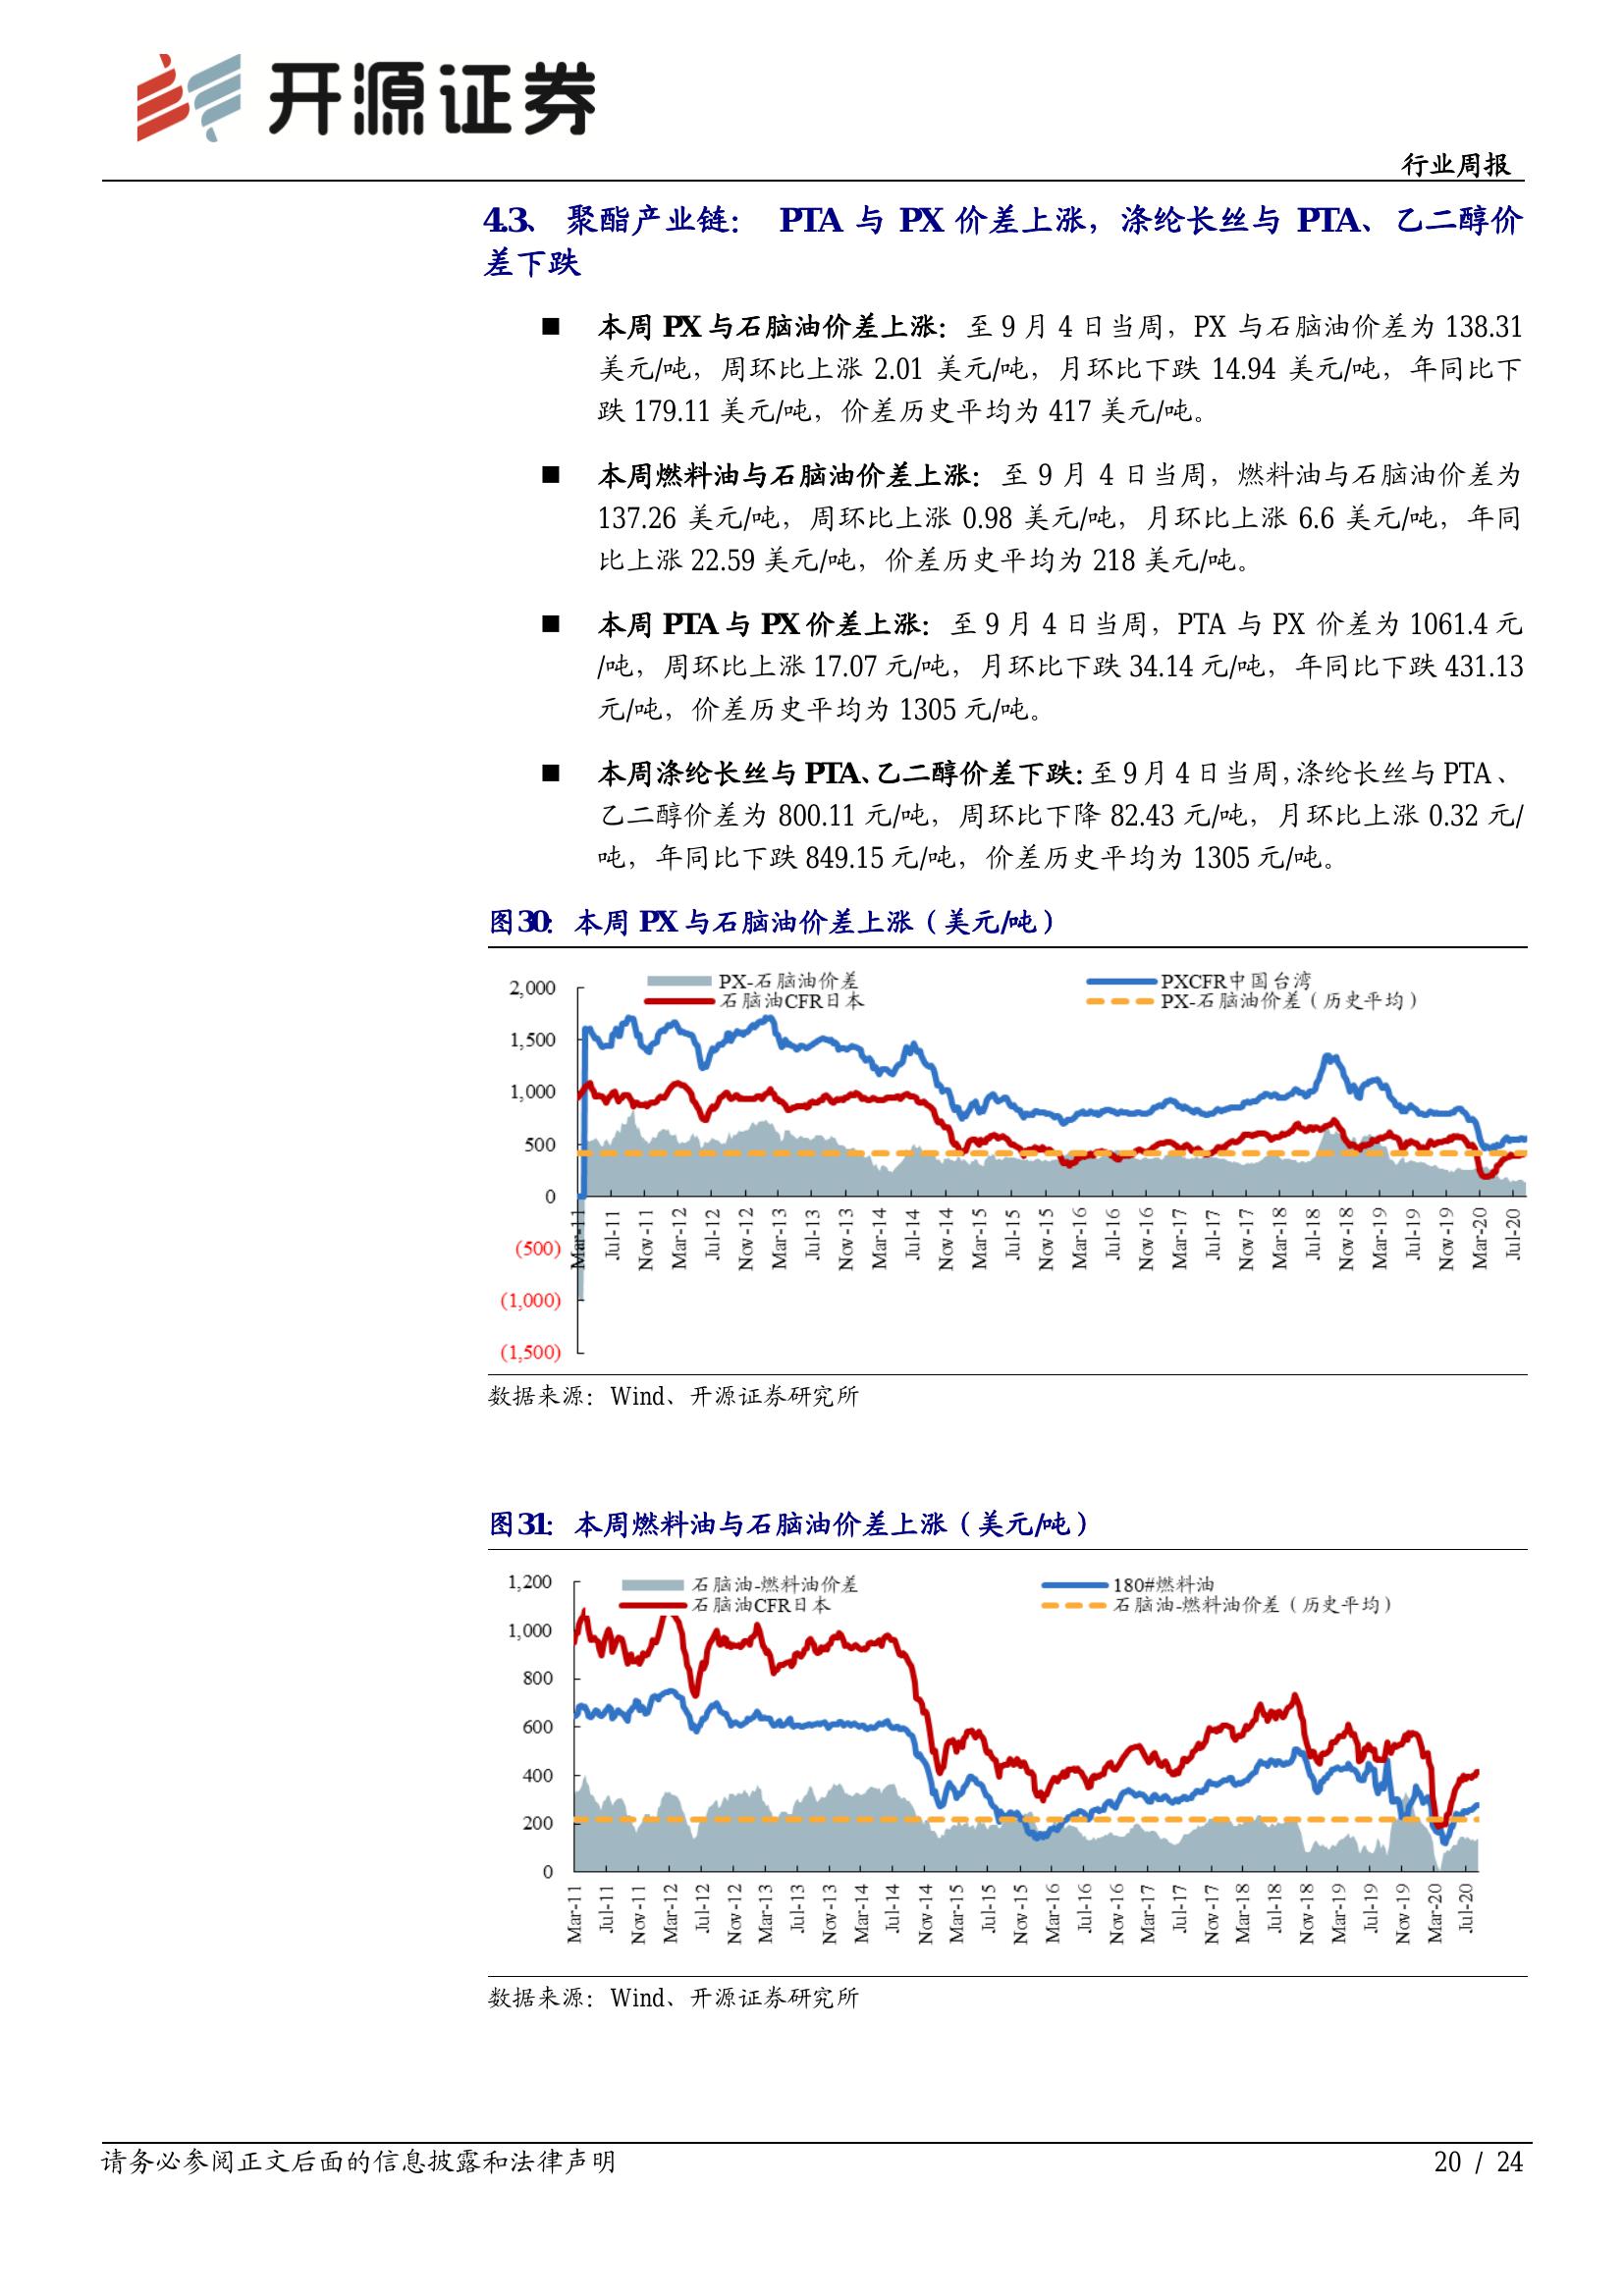 开源证券
行业周报
4.3、 聚酯产业链： PTA 与 PX 价差上涨，涤纶长丝与 PTA、乙二醇价
差下跌
■ 本周 PX 与石脑油价差上涨：至 9 月 4 日当周，PX 与石脑油价差为 138.31
美元/吨，周环比上涨 2.01 美元/吨，月环比下跌 14.94 美元/吨，年同比下
跌 179.11 美元/吨，价差历史平均为 417 美元/吨。
■ 本周燃料油与石脑油价差上涨：至 9 月 4 日当周，燃料油与石脑油价差为
137.26 美元/吨，周环比上涨 0.98 美元/吨，月环比上涨 6.6 美元/吨，年同
比上涨 22.59 美元/吨，价差历史平均为 218 美元/吨。
■ 本周 PTA 与 PX 价差上涨：至 9 月 4 日当周，PTA 与 PX 价差为 1061.4 元
/吨，周环比上涨 17.07 元/吨，月环比下跌 34.14 元/吨，年同比下跌 431.13
元/吨，价差历史平均为 1305 元/吨。
■ 本周涤纶长丝与 PTA、乙二醇价差下跌：至 9 月 4 日当周，涤纶长丝与 PTA、
乙二醇价差为 800.11 元/吨，周环比下降 82.43 元/吨，月环比上涨 0.32 元/
吨，年同比下跌 849.15 元/吨，价差历史平均为 1305 元/吨。
图30： 本周 PX 与石脑油价差上涨（美元/吨）
PX-石脑油价差 PXCFR中国台湾
石脑油CFR日本 PX-石脑油价差（历史平均）
2,000
1,500
1,000
500
0
(500)
(1,000)
(1,500)
Mar-11 Jul-11 Nov-11 Mar-12 Jul-12 Nov-12 Mar-13 Jul-13 Nov-13 Mar-14 Jul-14 Nov-14 Mar-15 Jul-15 Nov-15 Mar-16 Jul-16 Nov-16 Mar-17 Jul-17 Nov-17 Mar-18 Jul-18 Nov-18 Mar-19 Jul-19 Nov-19 Mar-20 Jul-20
数据来源：Wind、开源证券研究所
图31： 本周燃料油与石脑油价差上涨（美元/吨）
石脑油-燃料油价差 180#燃料油
石脑油CFR日本 石脑油-燃料油价差（历史平均）
1,200
1,000
800
600
400
200
0
Mar-11 Jul-11 Nov-11 Mar-12 Jul-12 Nov-12 Mar-13 Jul-13 Nov-13 Mar-14 Jul-14 Nov-14 Mar-15 Jul-15 Nov-15 Mar-16 Jul-16 Nov-16 Mar-17 Jul-17 Nov-17 Mar-18 Jul-18 Nov-18 Mar-19 Jul-19 Nov-19 Mar-20 Jul-20
数据来源：Wind、开源证券研究所
请务必参阅正文后面的信息披露和法律声明 20 / 24